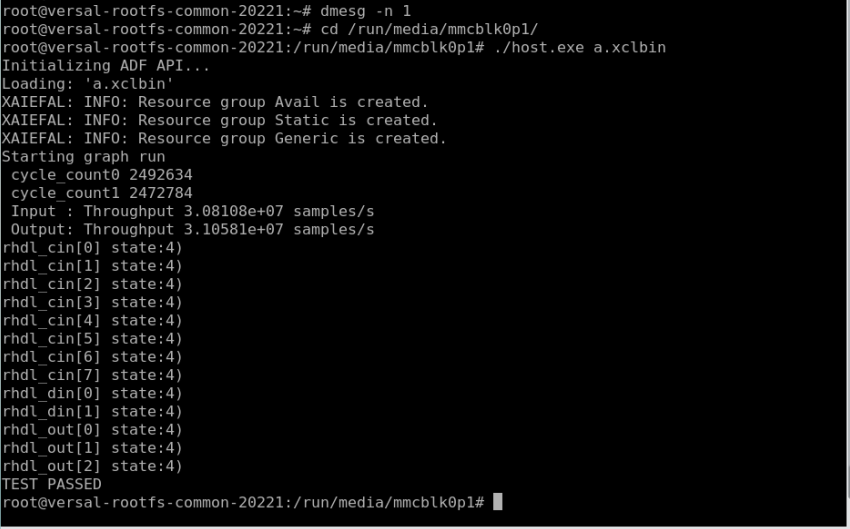 root@versal-rootfs-common-20221:~# dmesg -n 1
root@versal-rootfs-common-20221:~# cd /run/media/mmcblk0p1/
root@versal-rootfs-common-20221:/run/media/mmcblk0p1# ./host.exe a.xclbin
Initializing ADF API...
Loading: 'a.xclbin'
XAIEFAL: INFO: Resource group Avail is created.
XAIEFAL: INFO: Resource group Static is created.
XAIEFAL: INFO: Resource group Generic is created.
Starting graph run
 cycle_count0 2492634
 cycle_count1 2472784
 Input : Throughput 3.08108e+07 samples/s
 Output: Throughput 3.10581e+07 samples/s
rhdl_cin[0] state:4)
rhdl_cin[1] state:4)
rhdl_cin[2] state:4)
rhdl_cin[3] state:4)
rhdl_cin[4] state:4)
rhdl_cin[5] state:4)
rhdl_cin[6] state:4)
rhdl_cin[7] state:4)
rhdl_din[0] state:4)
rhdl_din[1] state:4)
rhdl_out[0] state:4)
rhdl_out[1] state:4)
rhdl_out[2] state:4)
TEST PASSED
root@versal-rootfs-common-20221:/run/media/mmcblk0p1#